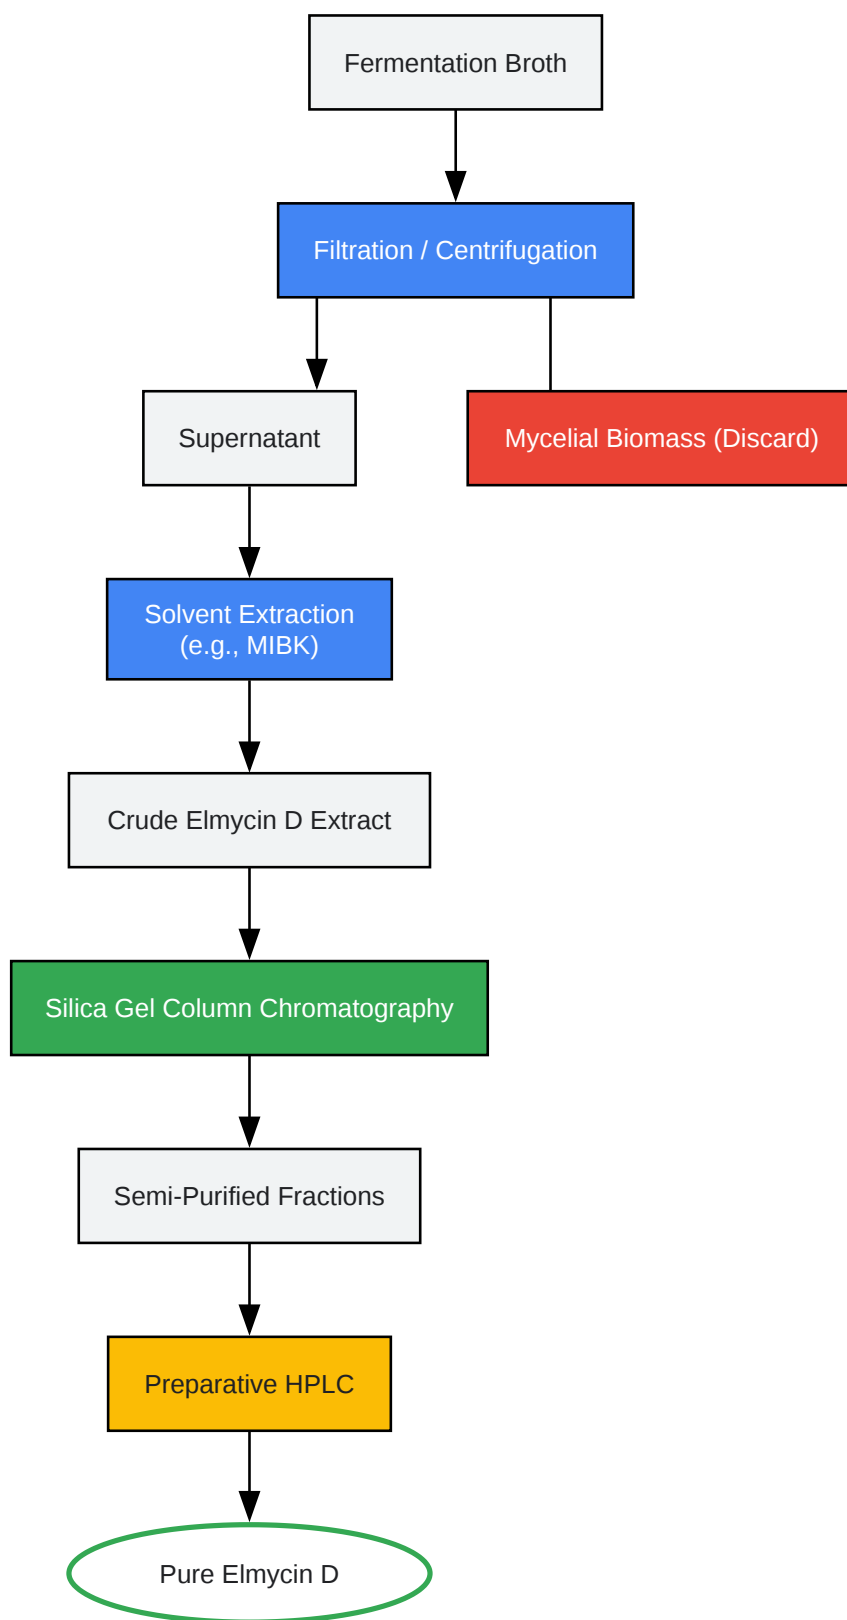 Fermentation Broth
Filtration / Centrifugation
Supernatant
Mycelial Biomass (Discard)
Solvent Extraction
(e.g., MIBK)
Crude Elmycin D Extract
Silica Gel Column Chromatography
Semi-Purified Fractions
Preparative HPLC
Pure Elmycin D